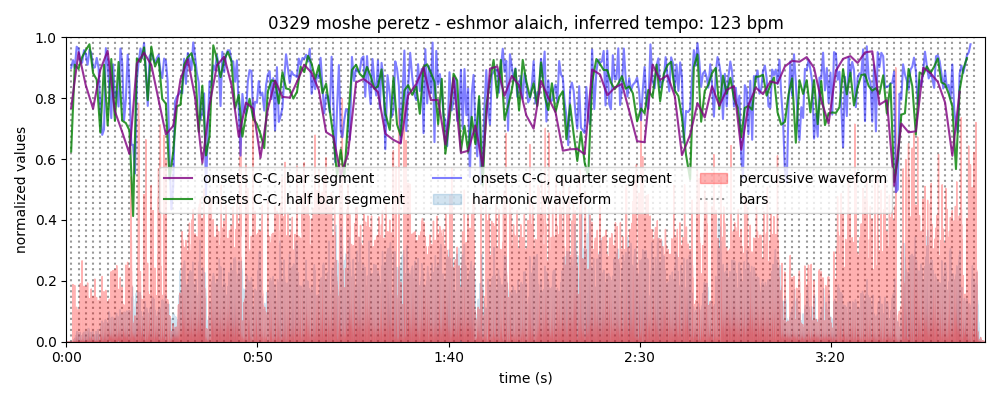 0329 moshe peretz - eshmor alaich, inferred tempo: 123 bpm
normalized values
1.0
0.8
0.6
0.4
0.2
0.0
onsets C-C, bar segment
onsets C-C, half bar segment
onsets C-C, quarter segment
harmonic waveform
percussive waveform
bars
0:00 0:50 1:40 2:30 3:20
time (s)